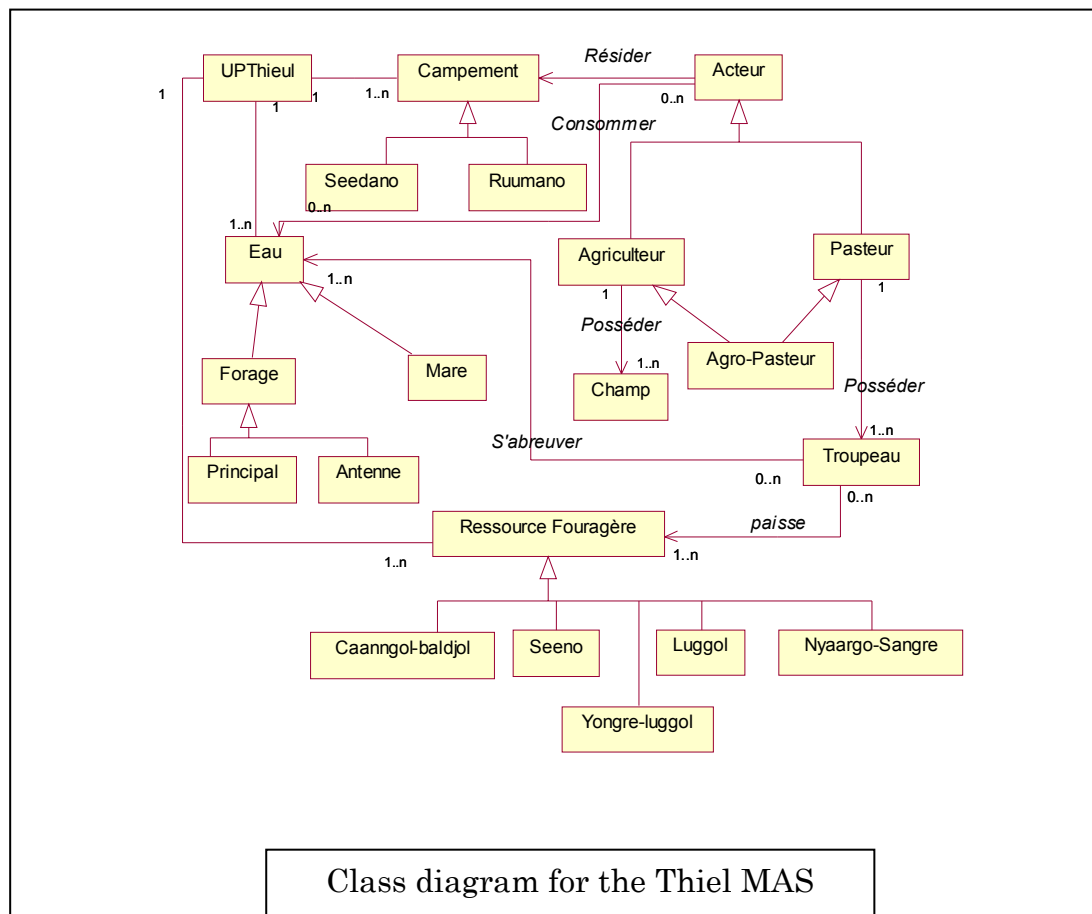 Résider
UPThieul
Campement
Acteur
1
1
1
1..n
0..n
Consommer
Seedano
Ruumano
0..n
1..n
Eau
Agriculteur
Pasteur
1..n
1
1
Posséder
Forage
Mare
Agro-Pasteur
1..n
Champ
Posséder
1..n
S'abreuver
Troupeau
Principal
Antenne
0..n
0..n
Ressource Fouragère
paisse
1..n
1..n
Caanngol-baldjol
Seeno
Luggol
Nyaargo-Sangre
Yongre-luggol
Class diagram for the Thiel MAS